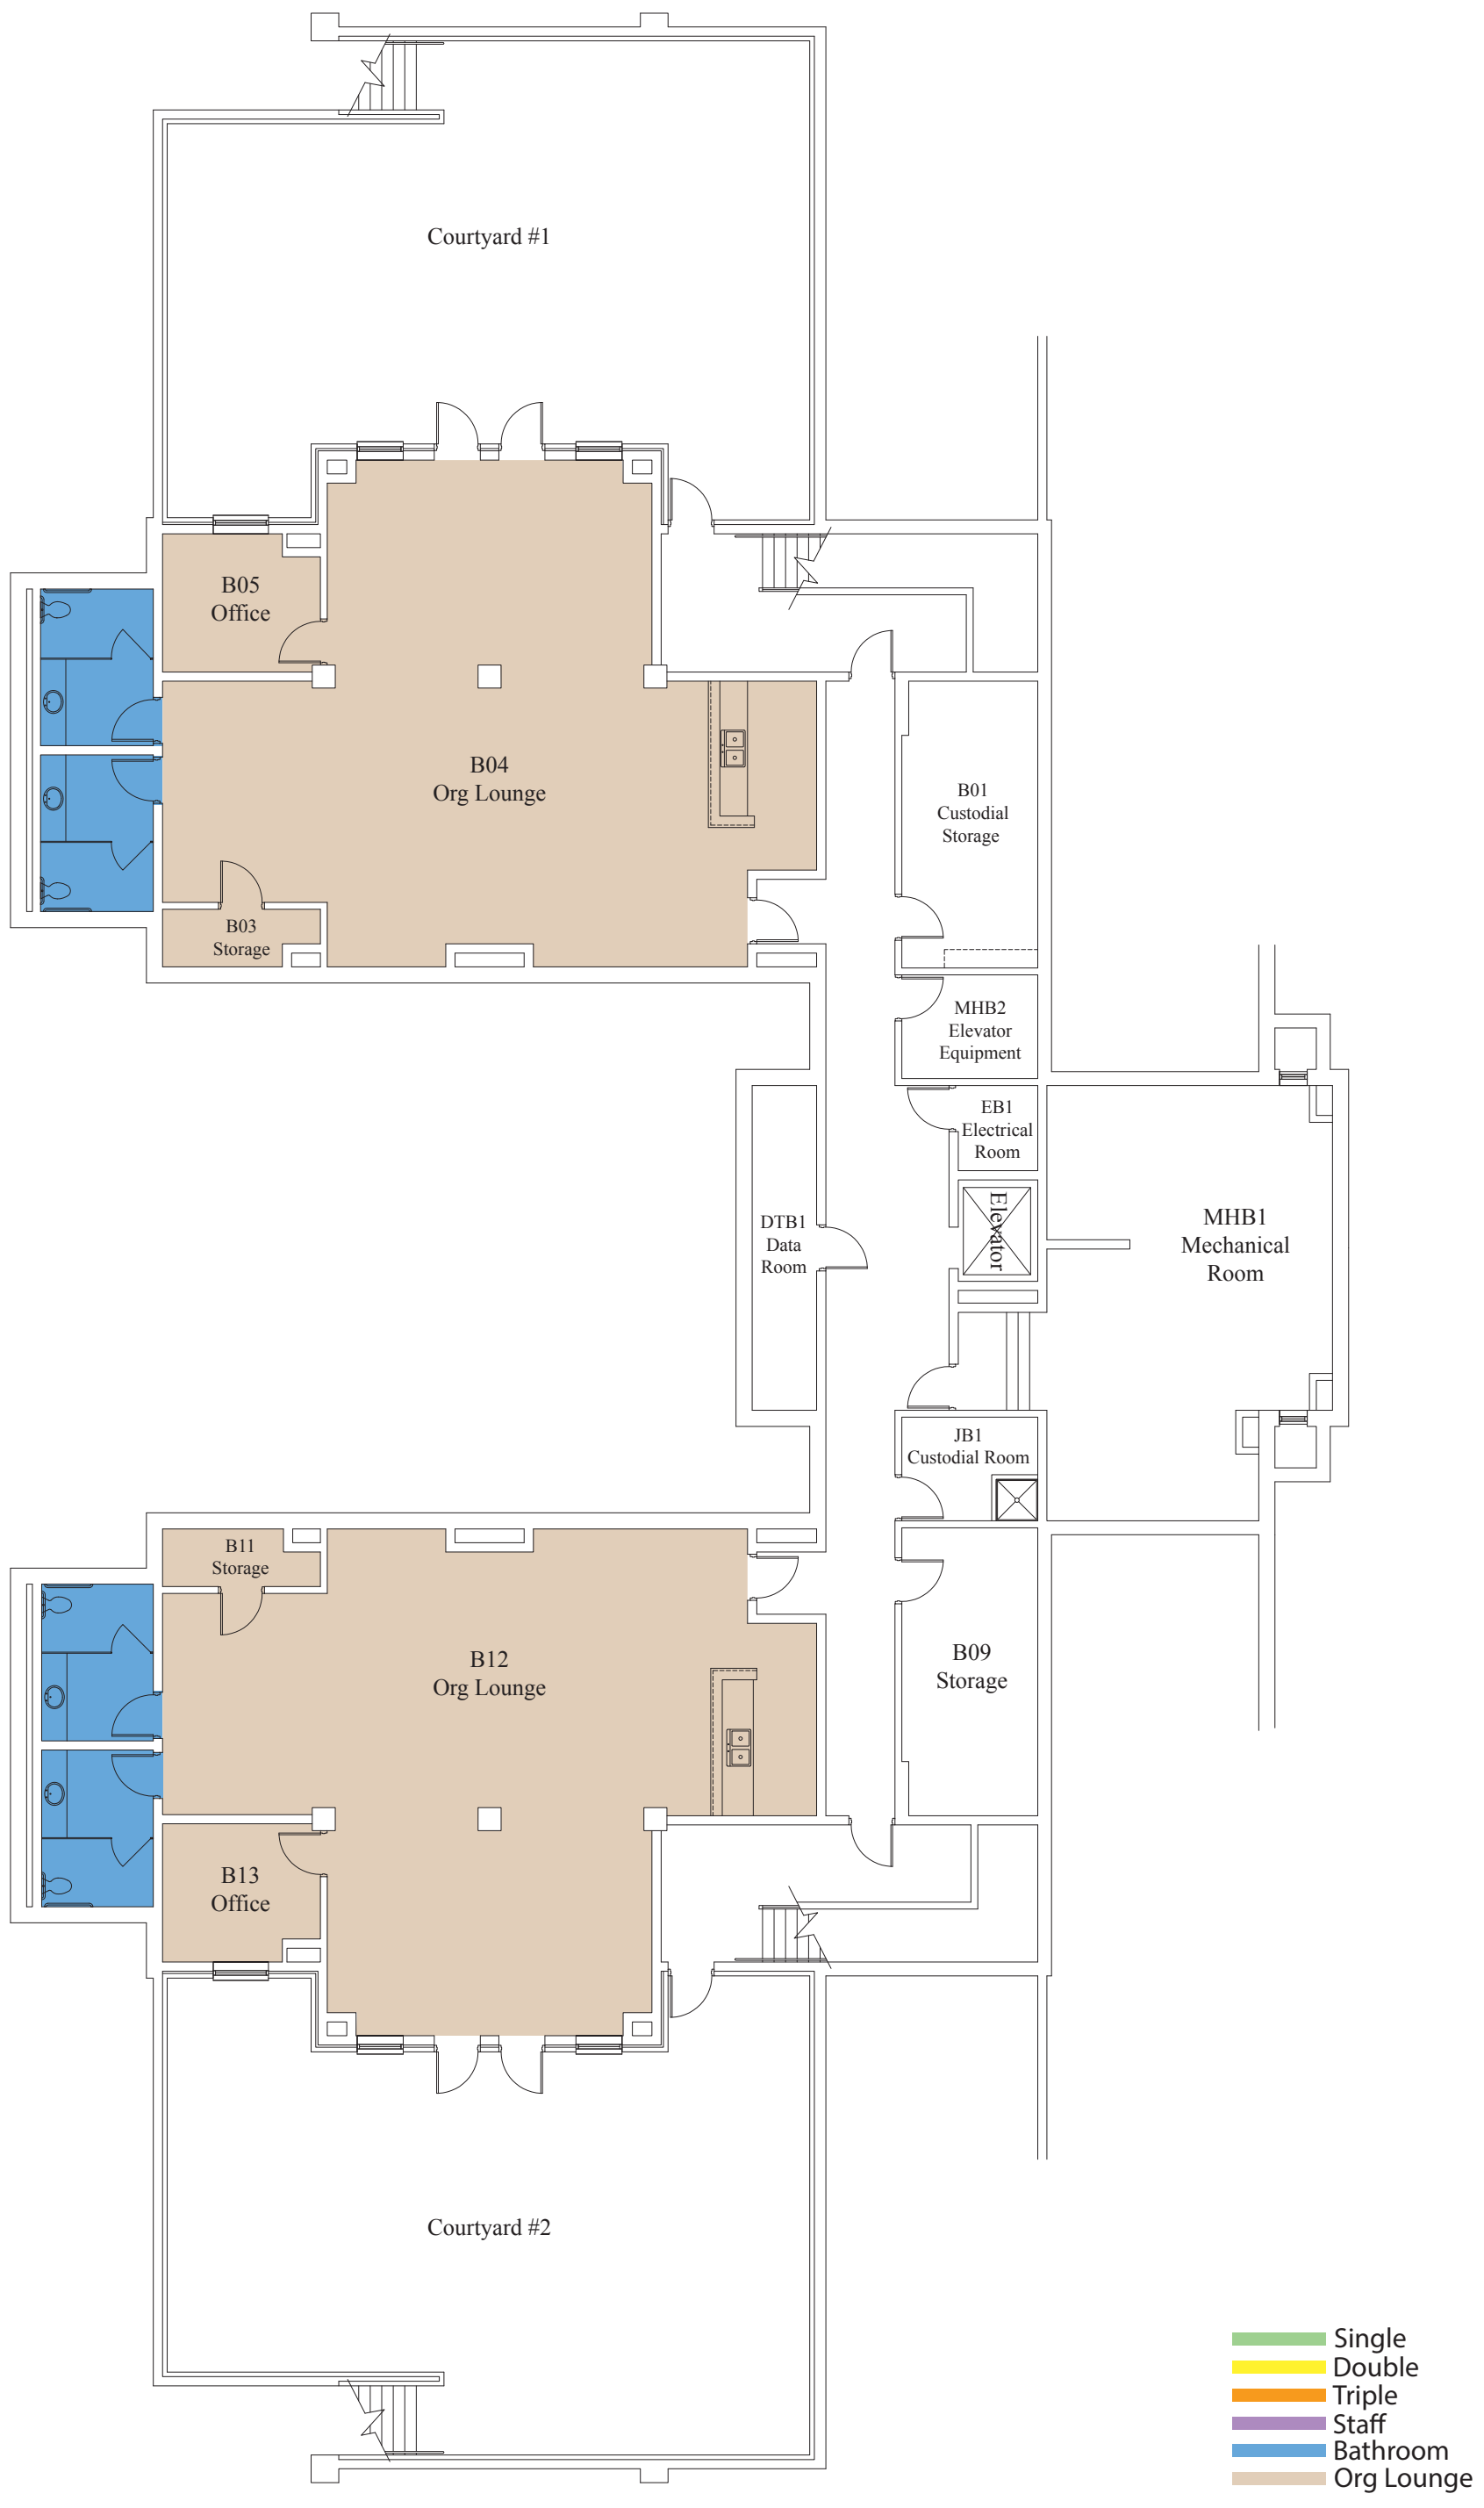 Courtyard #1
B05
Office
B04
Org Lounge
B01
Custodial
Storage
B03
Storage
MHB2
Elevator
Equipment
EB1
Electrical
Room
Elevator
DTB1
Data
Room
MHB1
Mechanical
Room
JB1
Custodial Room
B11
Storage
B12
Org Lounge
B09
Storage
B13
Office
Courtyard #2
Single
Double
Triple
Staff
Bathroom
Org Lounge